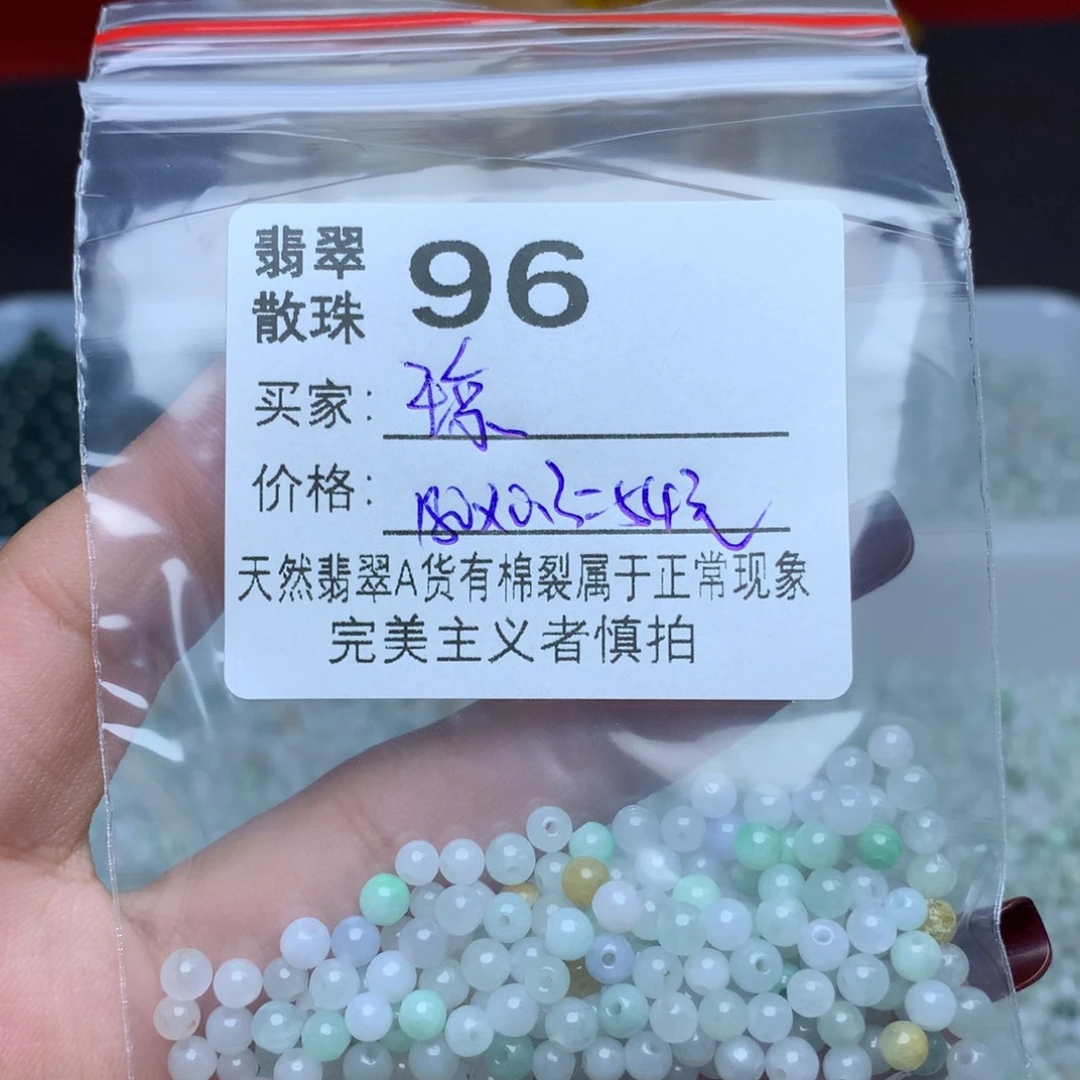 翡翠 96
散珠
买家：琼
价格：180x0.3=54元
天然翡翠A货有棉裂属于正常现象
完美主义者慎拍